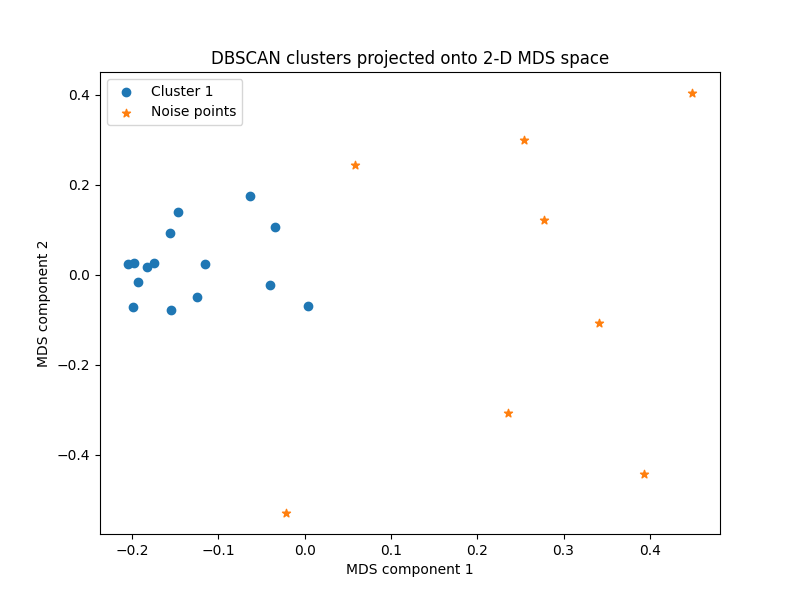 DBSCAN clusters projected onto 2-D MDS space
Cluster 1
Noise points
0.4
0.2
0.0
−0.2
−0.4
MDS component 2
−0.2
−0.1
0.0
0.1
0.2
0.3
0.4
MDS component 1